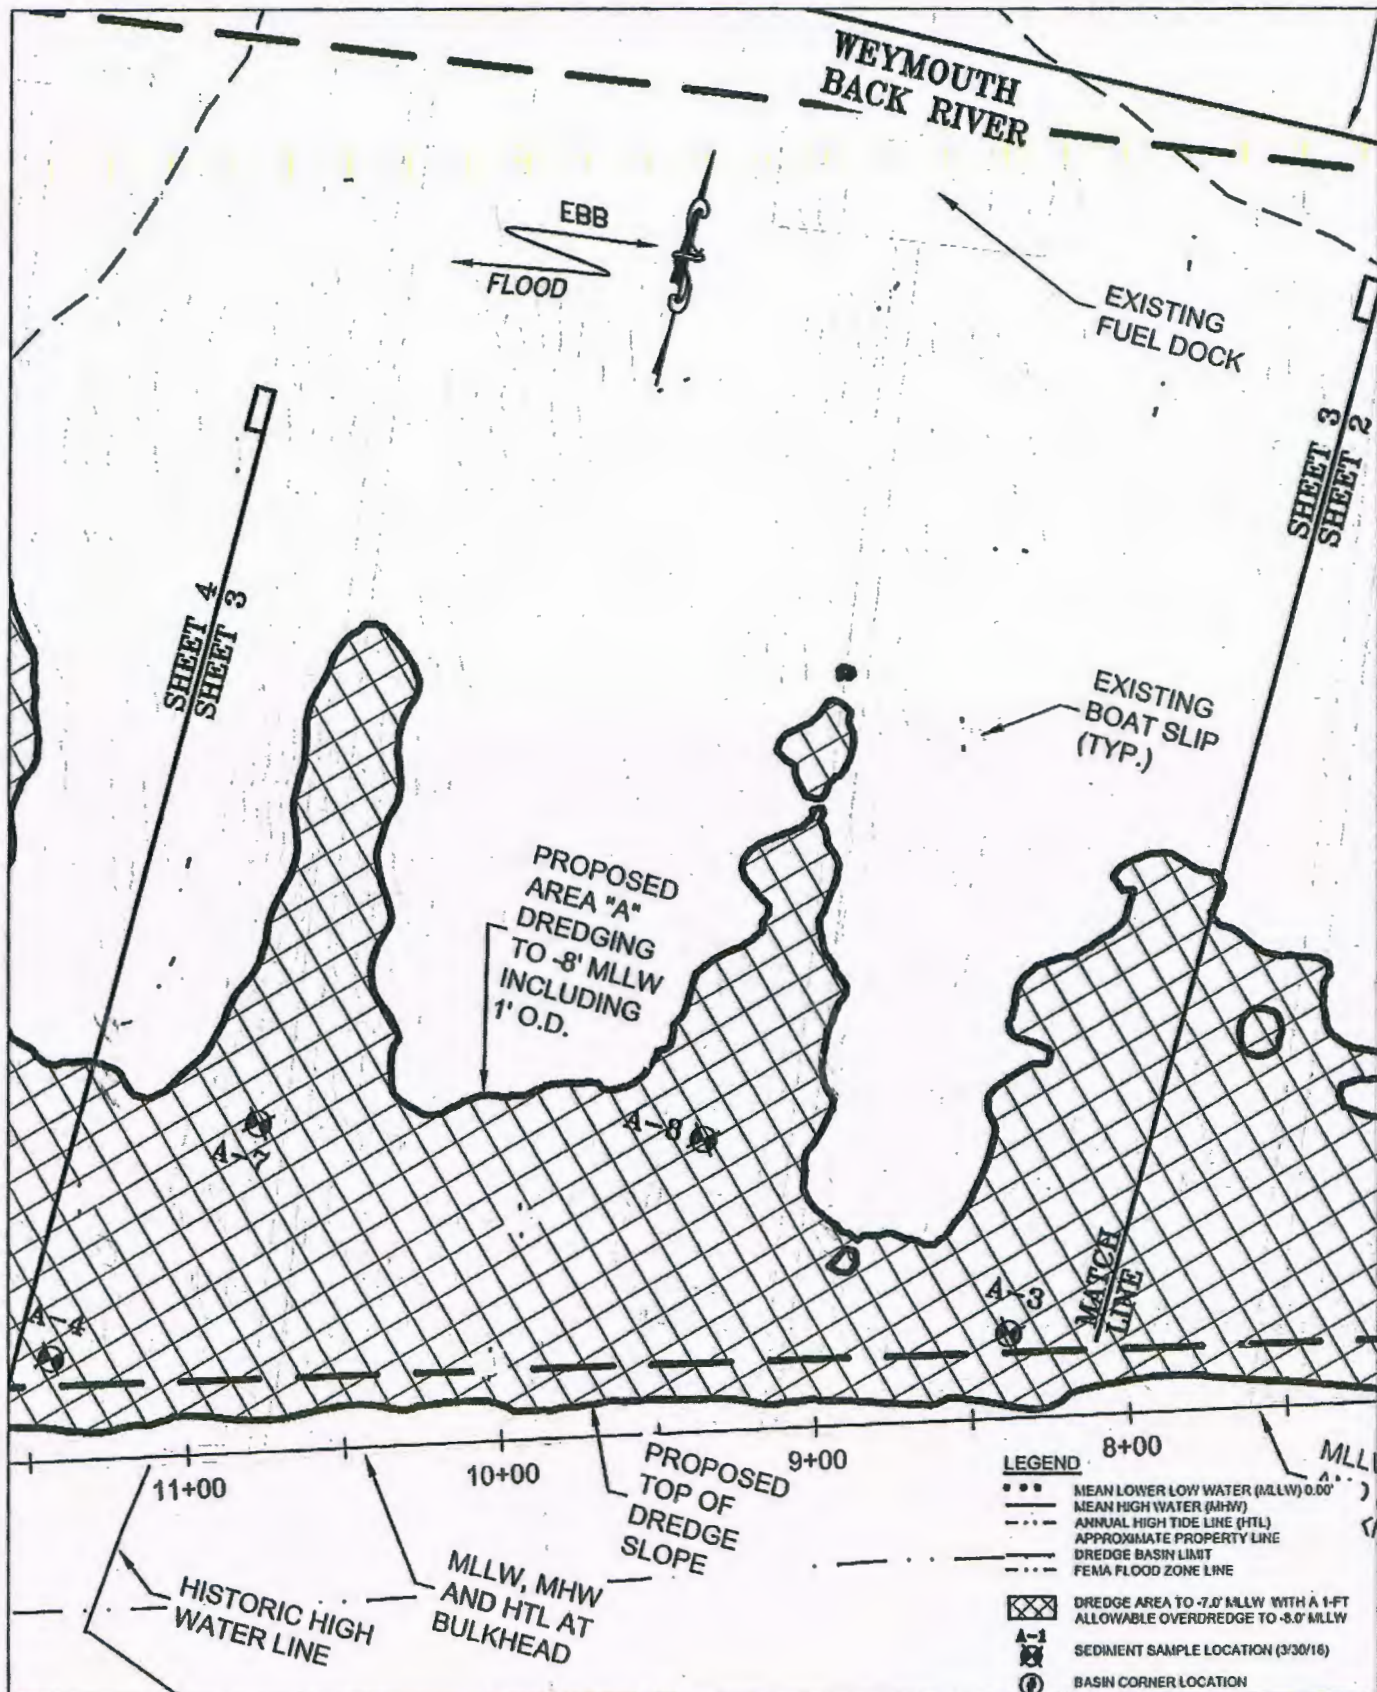 WEYMOUTH
BACK RIVER
EBB
FLOOD
EXISTING
FUEL DOCK
SHEET 3
SHEET 2
SHEET 4
SHEET 3
EXISTING
BOAT SLIP
(TYP.)
PROPOSED
AREA "A"
DREDGING
TO -8' MLLW
INCLUDING
1' O.D.
A-7
A-8
A-4
A-3
MATCH
LINE
11+00
10+00
9+00
8+00
PROPOSED
TOP OF
DREDGE
SLOPE
HISTORIC HIGH
WATER LINE
MLLW, MHW
AND HTL AT
BULKHEAD
LEGEND
MEAN LOWER LOW WATER (MLLW) 0.00'
MEAN HIGH WATER (MHW)
ANNUAL HIGH TIDE LINE (HTL)
APPROXIMATE PROPERTY LINE
DREDGE BASIN LIMIT
FEMA FLOOD ZONE LINE
DREDGE AREA TO -7.0' MLLW WITH A 1-FT
ALLOWABLE OVERDREDGE TO -8.0' MLLW
A-1
SEDIMENT SAMPLE LOCATION (3/30/16)
BASIN CORNER LOCATION